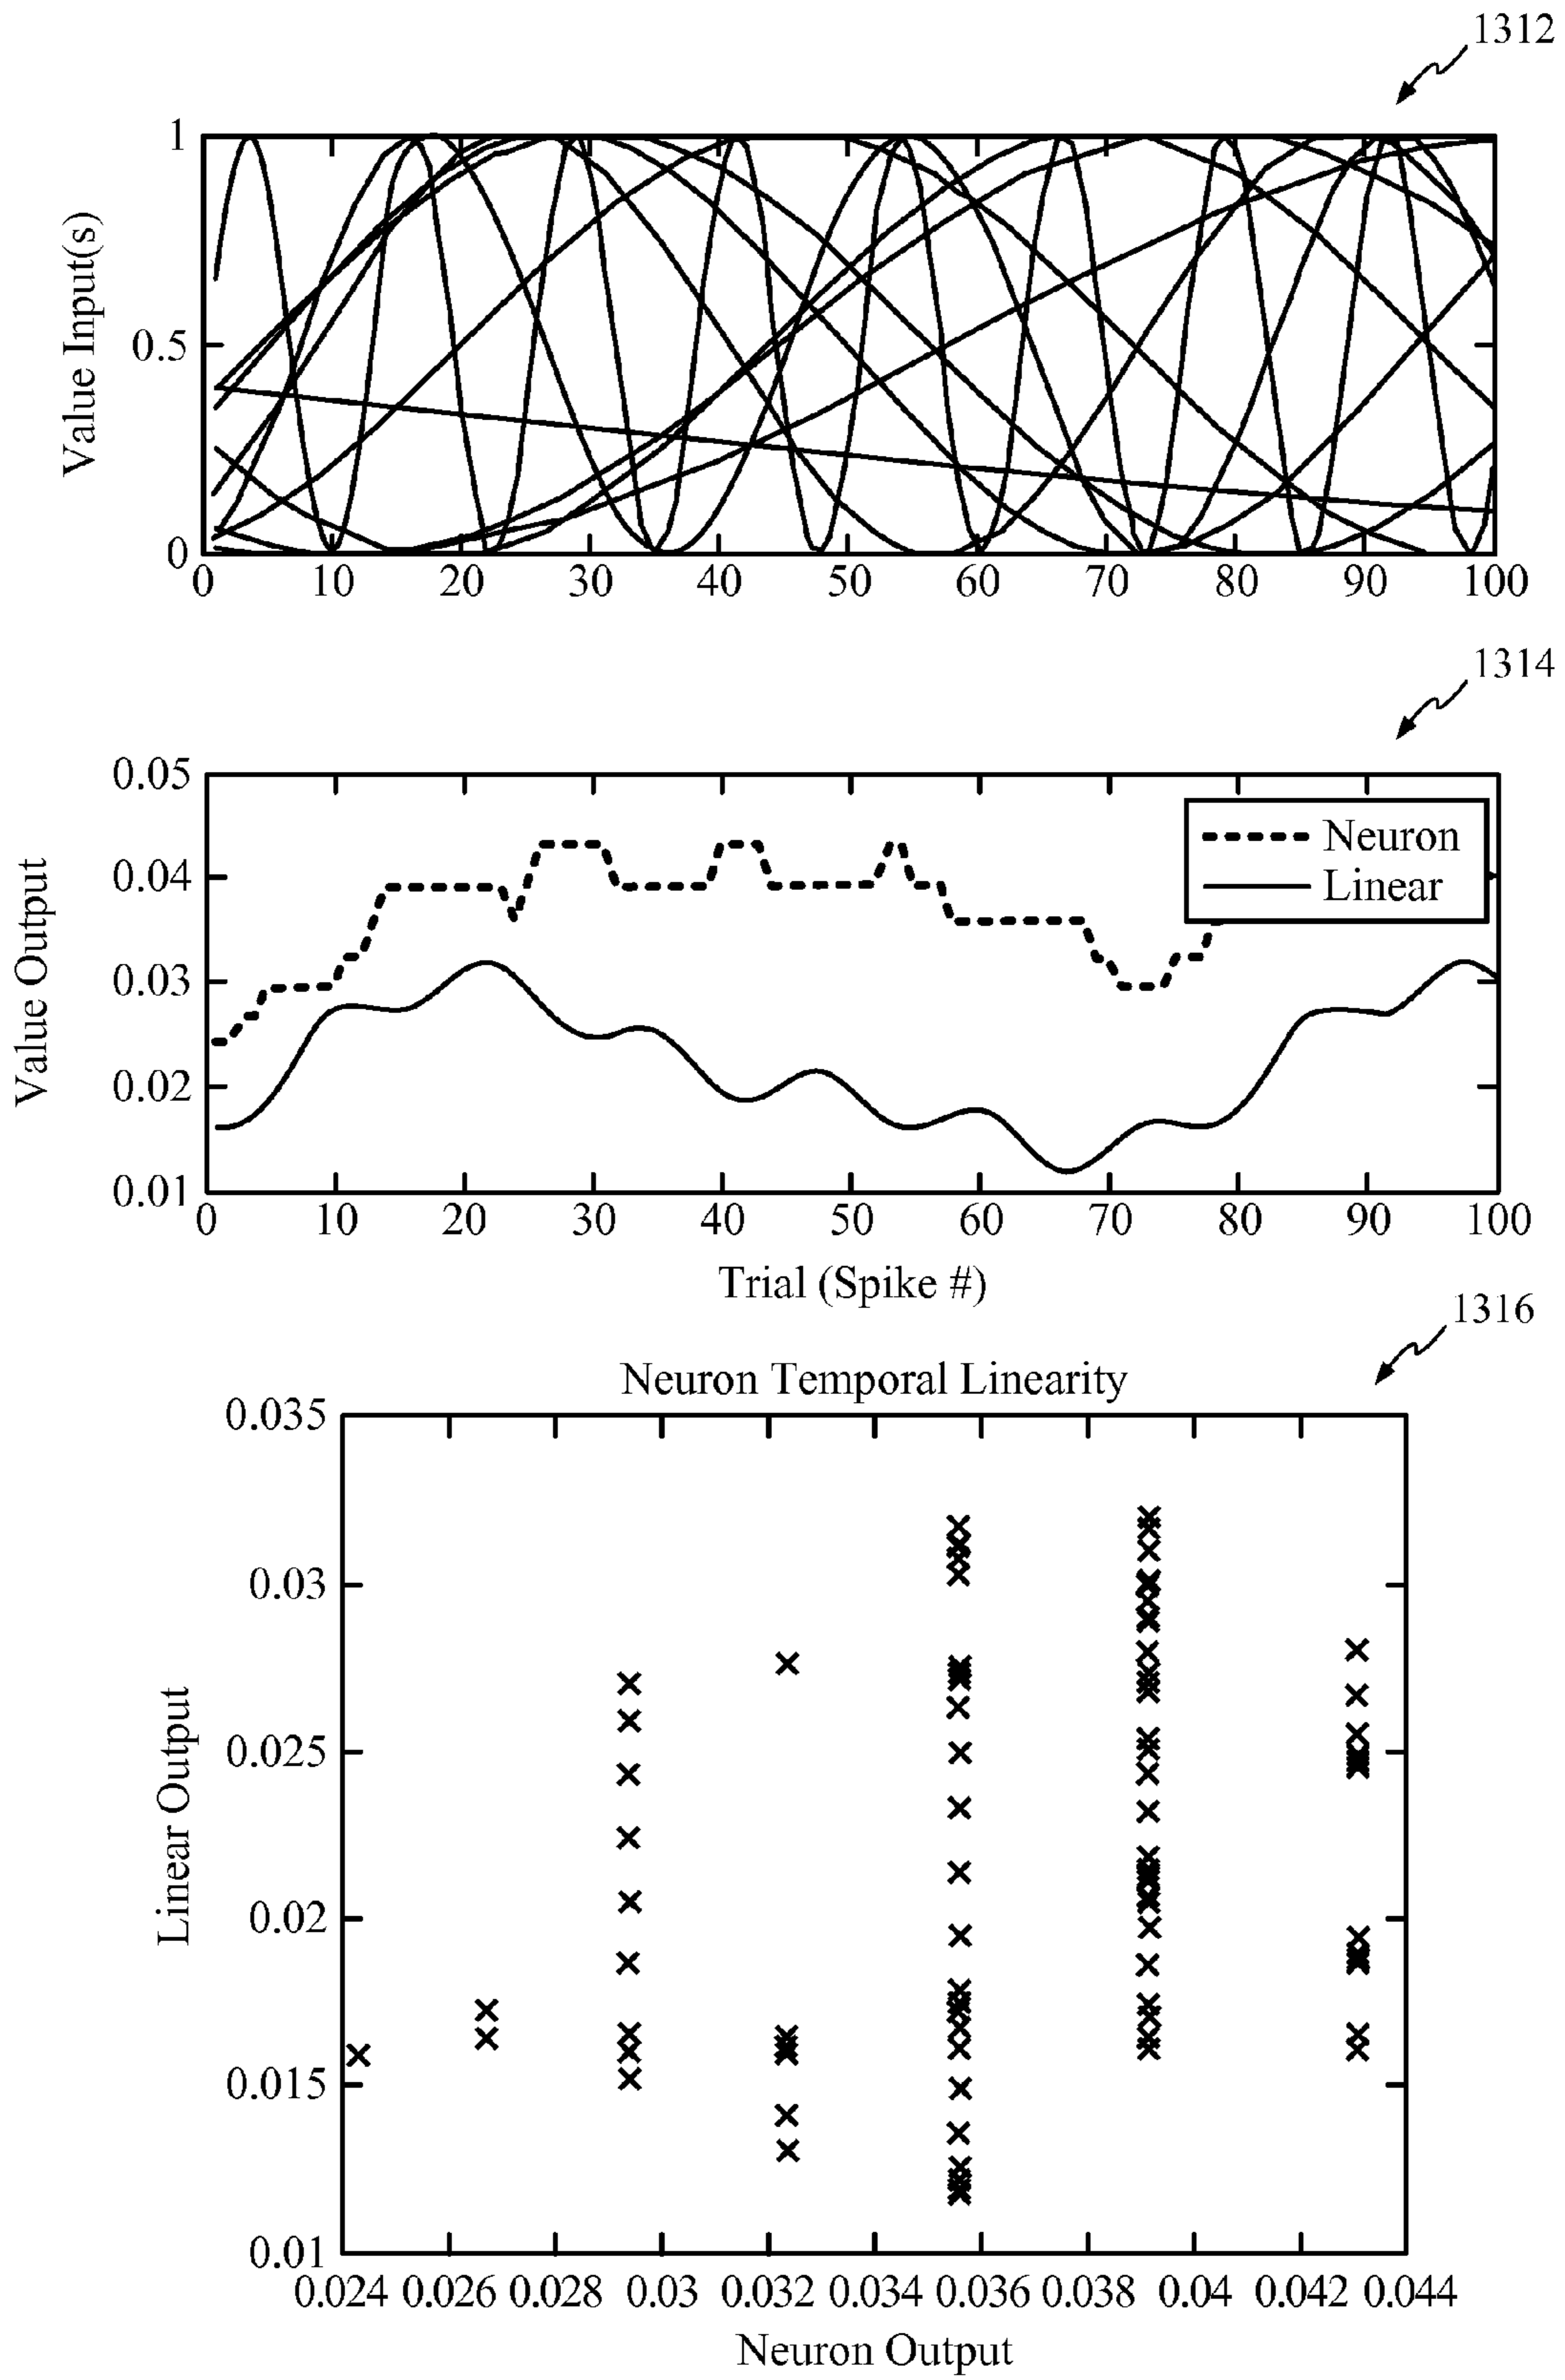 1312
Value Input(s)
1
0.5
0
0 10 20 30 40 50 60 70 80 90 100
1314
Value Output
0.05
0.04
0.03
0.02
0.01
Neuron
Linear
0 10 20 30 40 50 60 70 80 90 100
Trial (Spike #)
1316
Neuron Temporal Linearity
Linear Output
0.035
0.03
0.025
0.02
0.015
0.01
0.024 0.026 0.028 0.03 0.032 0.034 0.036 0.038 0.04 0.042 0.044
Neuron Output